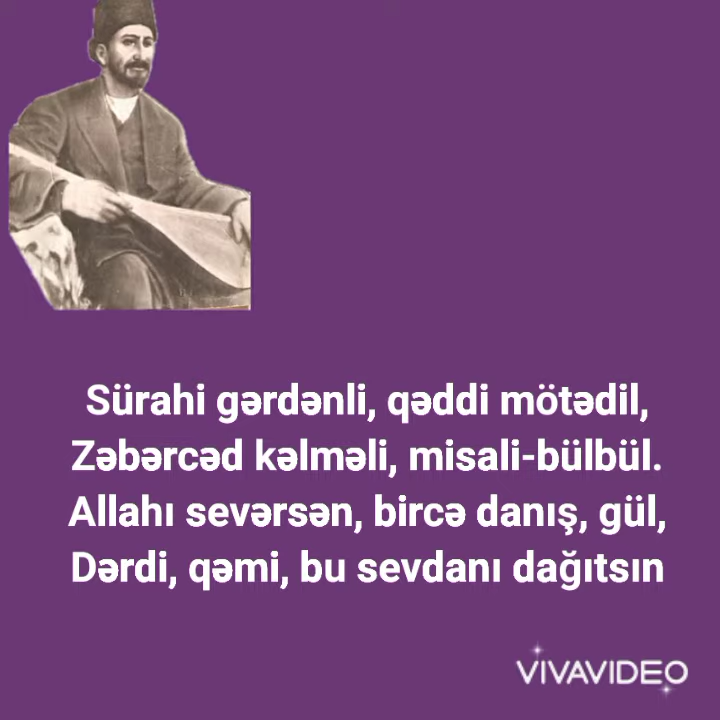 Sürahi gərdənli, qəddi mötədil,
Zəbərcəd kəlməli, misali-bülbül.
Allahı sevərsən, bircə danış, gül,
Dərdi, qəmi, bu sevdanı dağıtsın
VIVAVIDEO